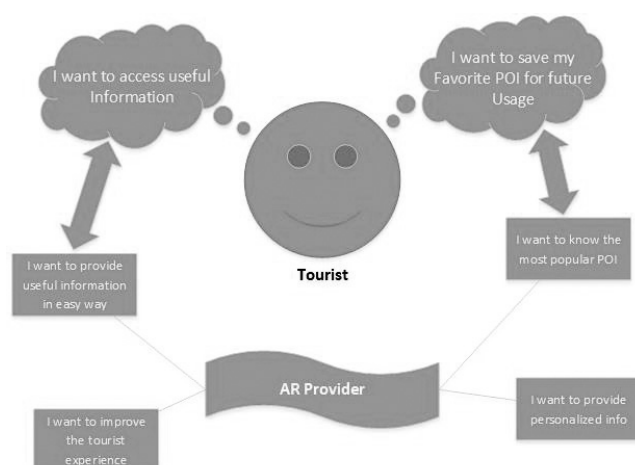 I want to access useful
Information
I want to save my
Favorite POI for future
Usage
Tourist
I want to provide
useful information
in easy way
I want to know the
most popular POI
AR Provider
I want to improve
the tourist
experience
I want to provide
personalized info